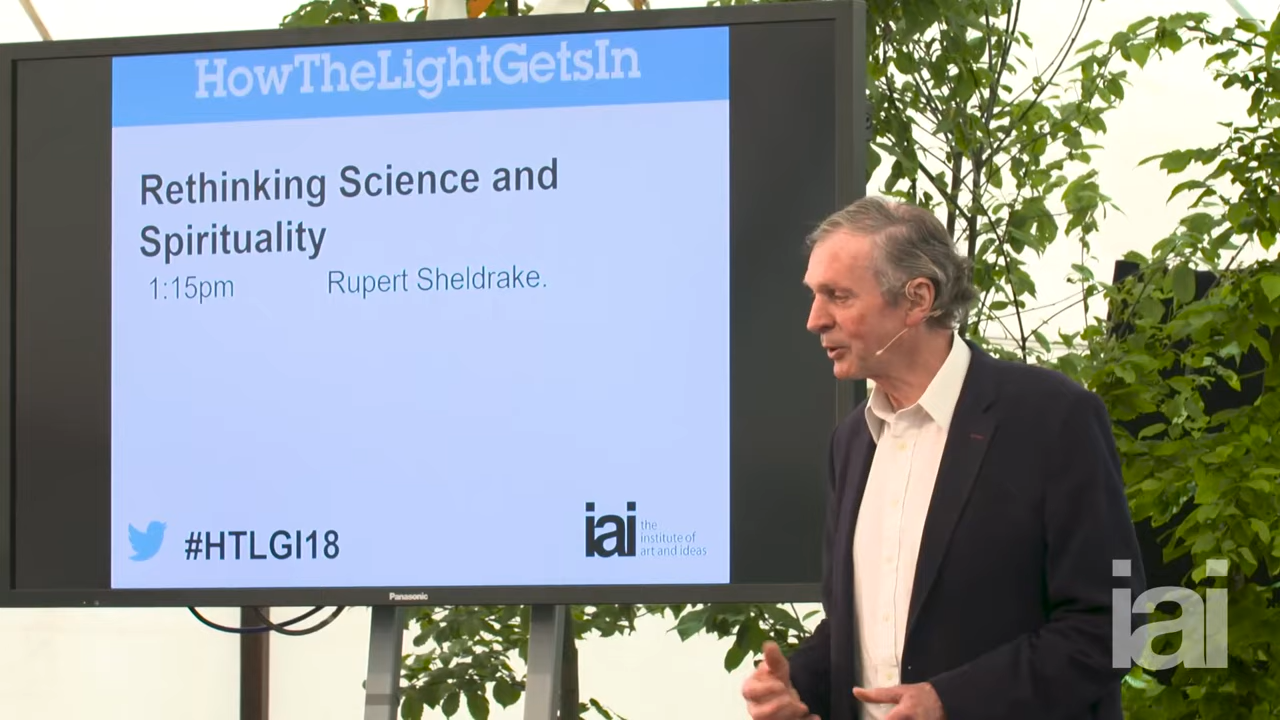 HowTheLightGetsIn
Rethinking Science and
Spirituality
1:15pm Rupert Sheldrake.
#HTLGI18
iai the
institute of
art and ideas
Panasonic
iai